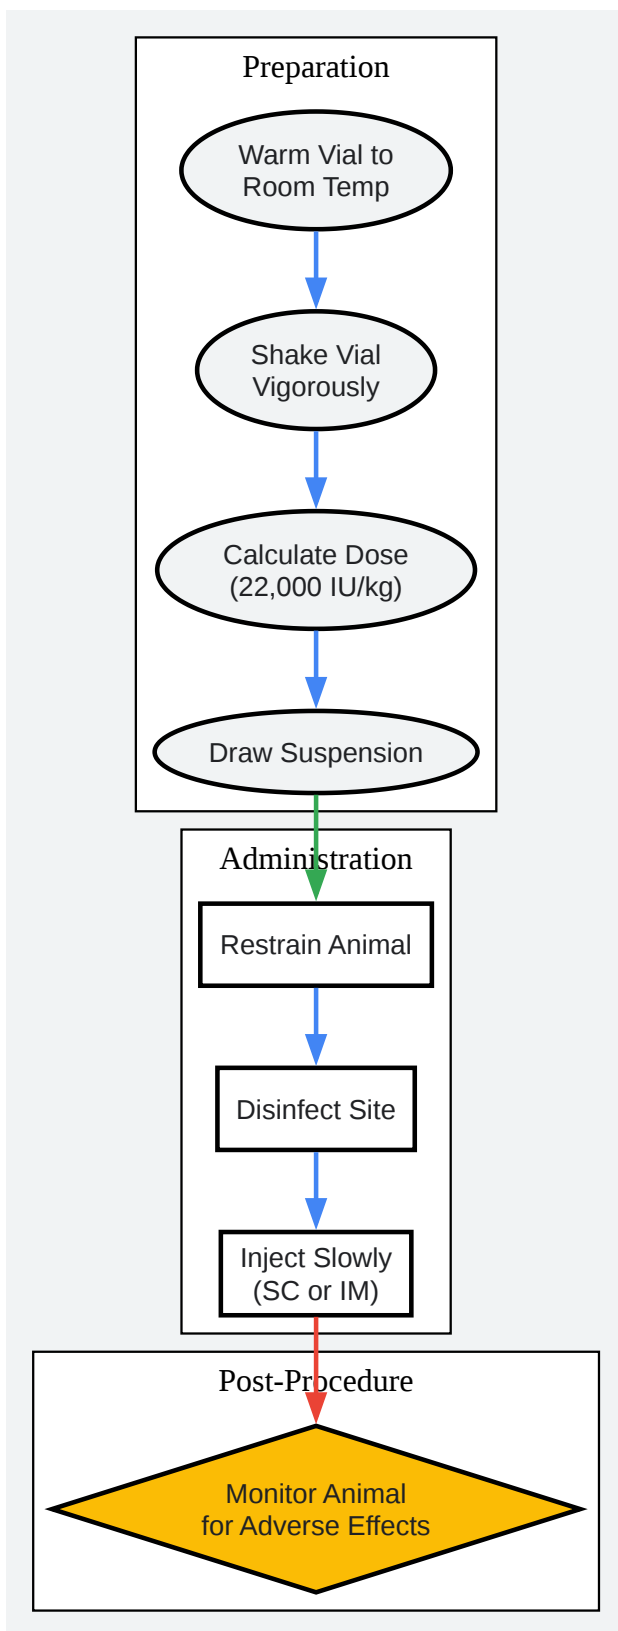 Preparation
Warm Vial to
Room Temp
Shake Vial
Vigorously
Calculate Dose
(22,000 IU/kg)
Draw Suspension
Administration
Restrain Animal
Disinfect Site
Inject Slowly
(SC or IM)
Post-Procedure
Monitor Animal
for Adverse Effects